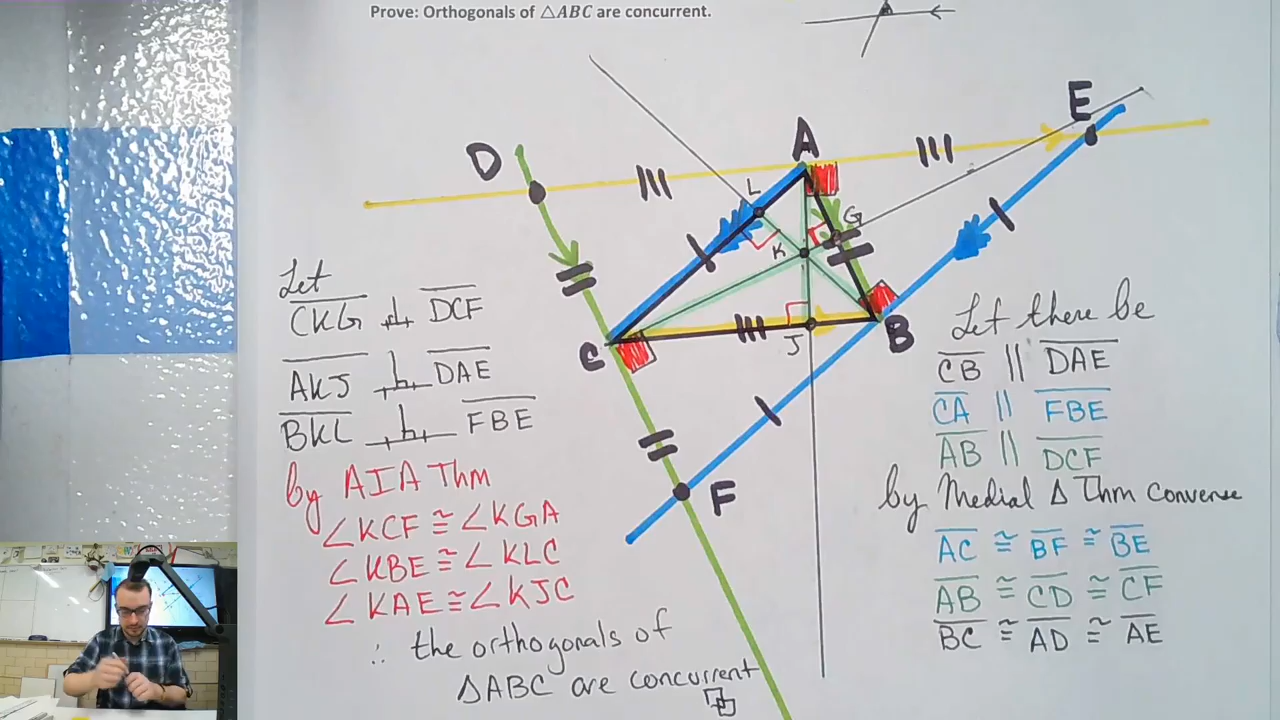 Prove: Orthogonals of △ABC are concurrent.
D
A
E
L
G
K
C
J
B
F
Let
CKG ⊥ DCF
AKJ ⊥ DAE
BKL ⊥ FBE
by AIA Thm
∠KCF ≅ ∠KGA
∠KBE ≅ ∠KLC
∠KAE ≅ ∠KJC
∴ the orthogonals of
△ABC are concurrent
Let there be
CB || DAE
CA || FBE
AB || DCF
by Medial △ Thm Converse
AC ≅ BF ≅ BE
AB ≅ CD ≅ CF
BC ≅ AD ≅ AE